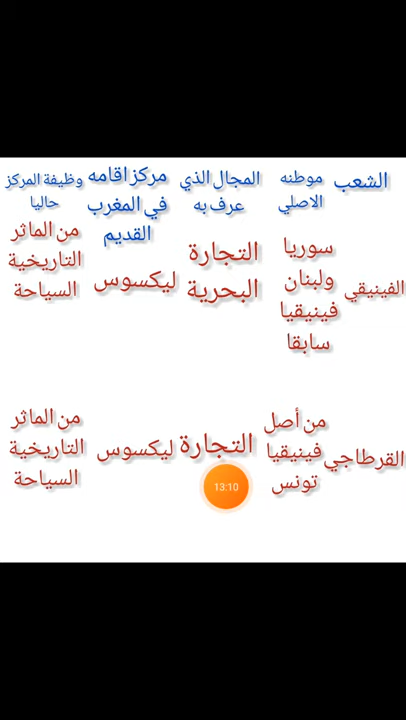 الشعب
موطنه
الاصلي
المجال الذي
عرف به
مركز اقامه
في المغرب
القديم
وظيفة المركز
حاليا
الفينيقي
سوريا
ولبنان
فينيقيا
سابقا
التجارة
البحرية
ليكسوس
من الماثر
التاريخية
السياحة
القرطاجي
من أصل
فينيقيا
تونس
التجارة
ليكسوس
من الماثر
التاريخية
السياحة
13:10